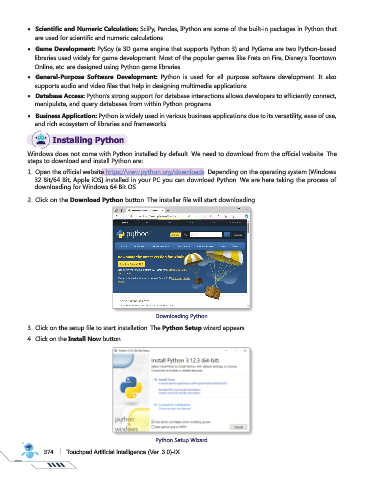 • Scientific and Numeric Calculation: SciPy, Pandas, IPython are some of the built-in packages in Python that
are used for scientific and numeric calculations
• Game Development: PySoy (a 3D game engine that supports Python 3) and PyGame are two Python-based
libraries used widely for game development. Most of the popular games like Frets on Fire, Disney's Toontown
Online, etc. are designed using Python game libraries
• General-Purpose Software Development: Python is used for all purpose software development. It also
supports audio and video files that help in designing multimedia applications
• Database Access: Python's strong support for database interactions allows developers to efficiently connect,
manipulate, and query databases from within Python programs
• Business Application: Python is widely used in various business applications due to its versatility, ease of use,
and rich ecosystem of libraries and frameworks
Installing Python
Windows does not come with Python installed by default. We need to download from the official website. The
steps to download and install Python are:
1. Open the official website https://www.python.org/downloads. Depending on the operating system (Windows
32 Bit/64 Bit, Apple iOS) installed in your PC you can download Python. We are here taking the process of
downloading for Windows 64 Bit OS
2. Click on the Download Python button. The installer file will start downloading
python
Downloading Python
3. Click on the setup file to start installation. The Python Setup wizard appears
4. Click on the Install Now button
Install Python 3.12.3 (64-bit)
python
windows
Python Setup Wizard
374 | Touchpad Artificial Intelligence (Ver. 3.0)-IX